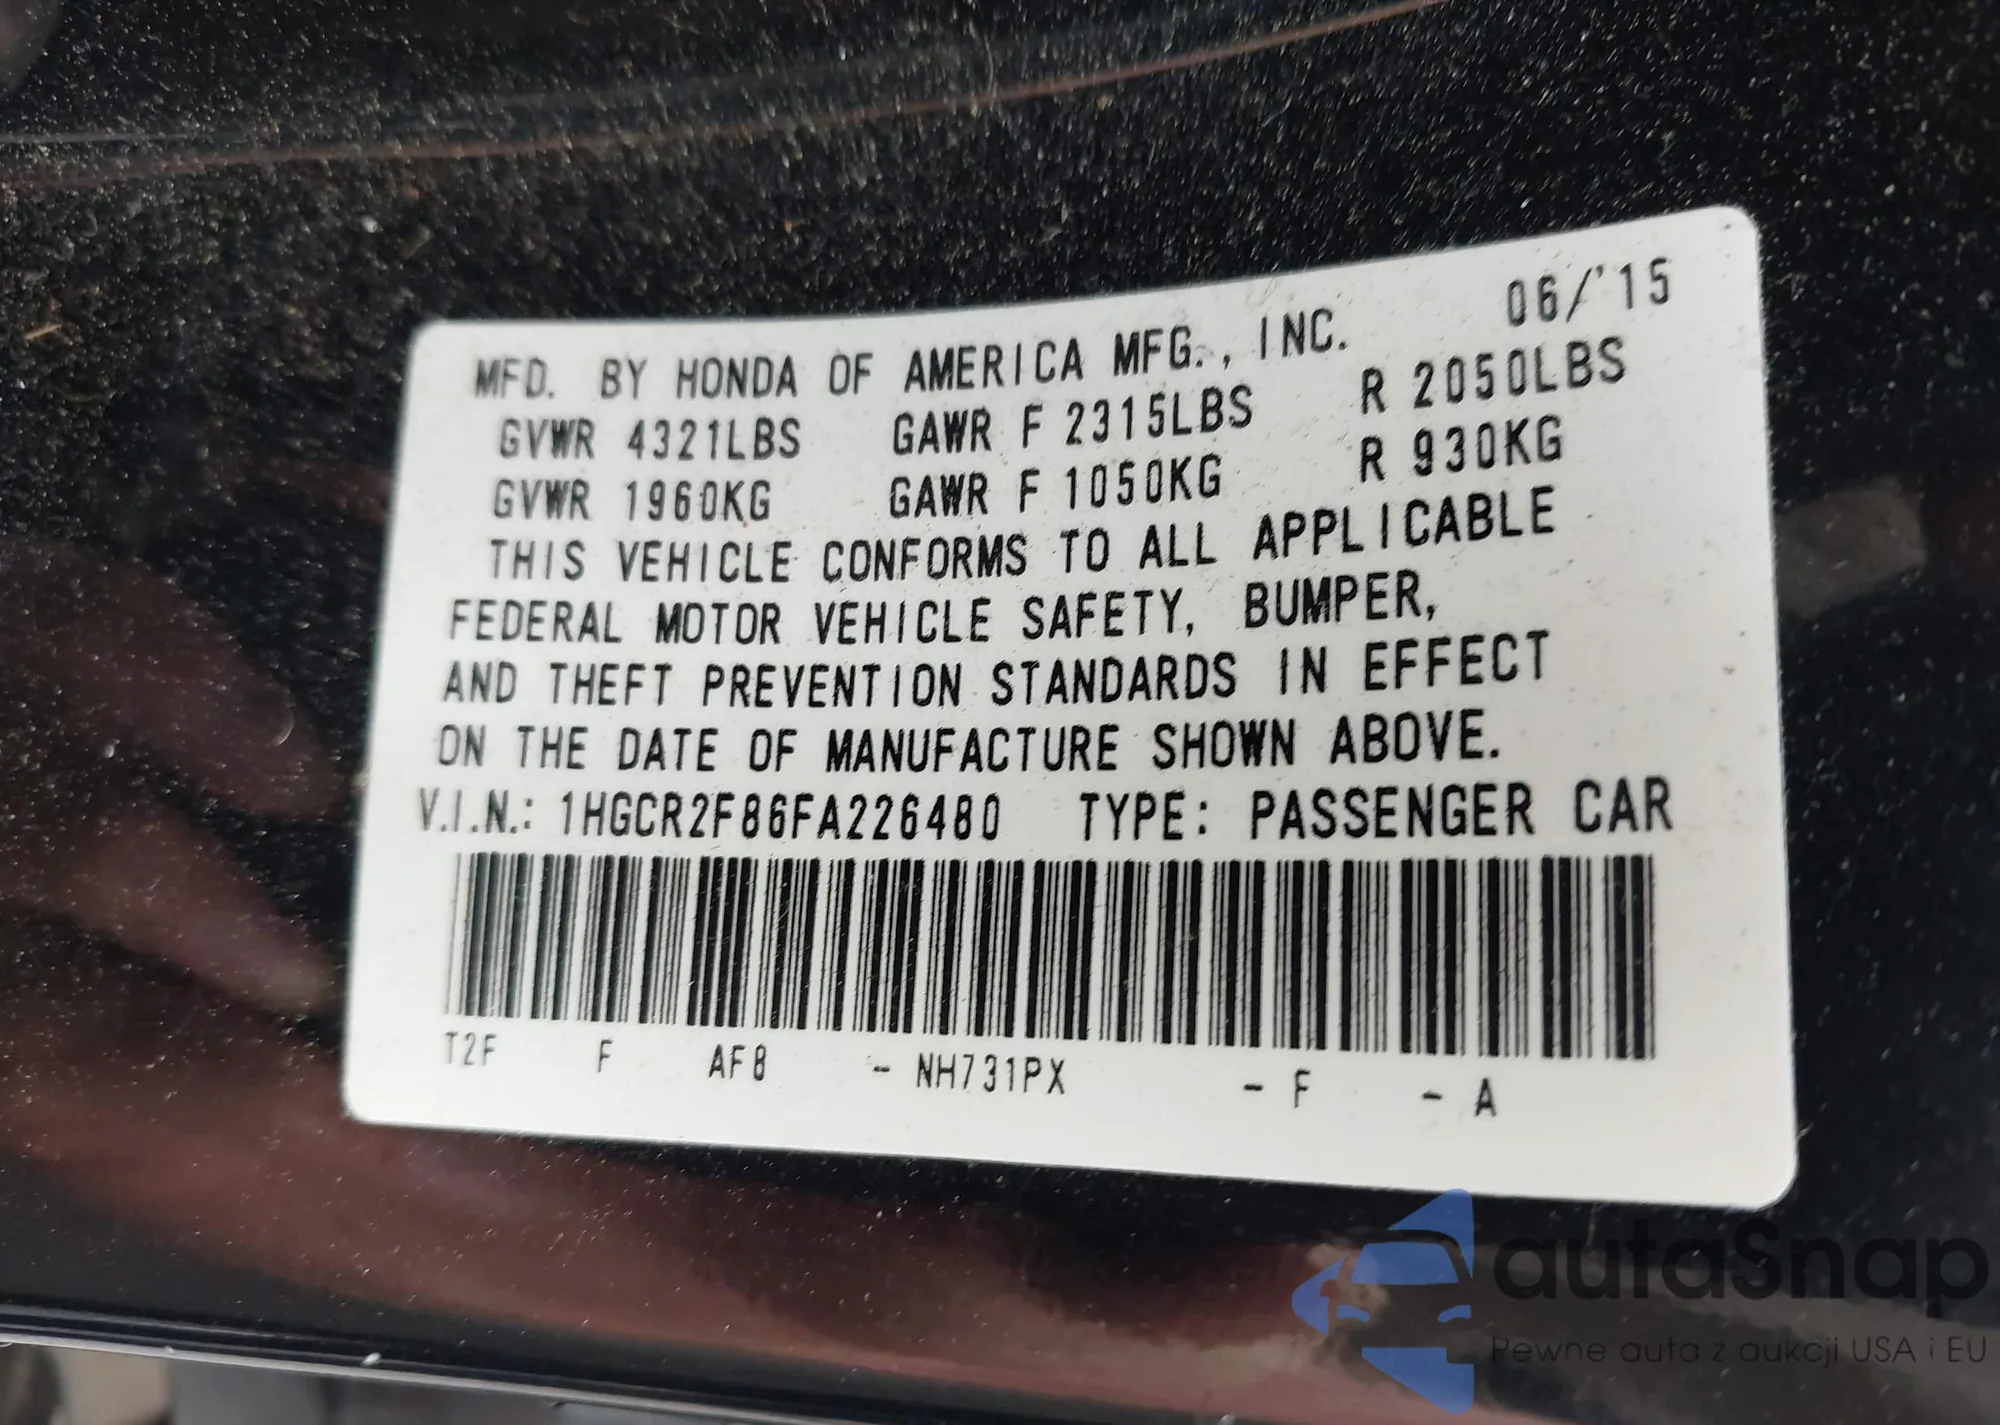 06/'15
MFD. BY HONDA OF AMERICA MFG., INC.
GVWR 4321LBS GAWR F 2315LBS R 2050LBS
GVWR 1960KG GAWR F 1050KG R 930KG
THIS VEHICLE CONFORMS TO ALL APPLICABLE
FEDERAL MOTOR VEHICLE SAFETY, BUMPER,
AND THEFT PREVENTION STANDARDS IN EFFECT
ON THE DATE OF MANUFACTURE SHOWN ABOVE.
V.I.N.: 1HGCR2F86FA226480 TYPE: PASSENGER CAR
T2F F AF8 - NH731PX - F - A
autaSnap
Pewne auta z aukcji USA i EU